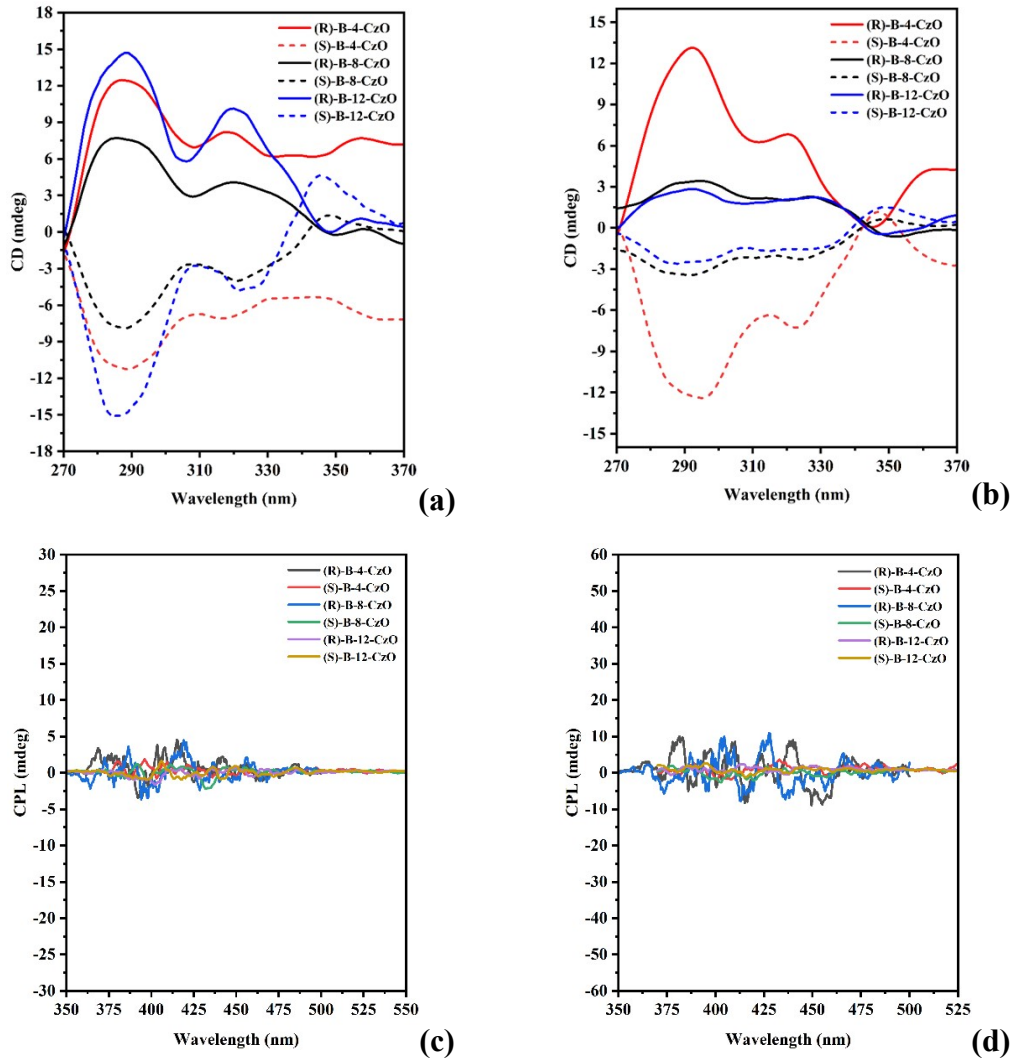 (R)-B-4-CzO
(S)-B-4-CzO
(R)-B-8-CzO
(S)-B-8-CzO
(R)-B-12-CzO
(S)-B-12-CzO
18
15
12
9
6
3
0
-3
-6
-9
-12
-15
-18
CD (mdeg)
270 290 310 330 350 370
Wavelength (nm)
(a)
(R)-B-4-CzO
(S)-B-4-CzO
(R)-B-8-CzO
(S)-B-8-CzO
(R)-B-12-CzO
(S)-B-12-CzO
15
12
9
6
3
0
-3
-6
-9
-12
-15
CD (mdeg)
270 290 310 330 350 370
Wavelength (nm)
(b)
(R)-B-4-CzO
(S)-B-4-CzO
(R)-B-8-CzO
(S)-B-8-CzO
(R)-B-12-CzO
(S)-B-12-CzO
30
25
20
15
10
5
0
-5
-10
-15
-20
-25
-30
CPL (mdeg)
350 375 400 425 450 475 500 525 550
Wavelength (nm)
(c)
(R)-B-4-CzO
(S)-B-4-CzO
(R)-B-8-CzO
(S)-B-8-CzO
(R)-B-12-CzO
(S)-B-12-CzO
60
50
40
30
20
10
0
-10
-20
-30
-40
-50
-60
CPL (mdeg)
350 375 400 425 450 475 500 525
Wavelength (nm)
(d)